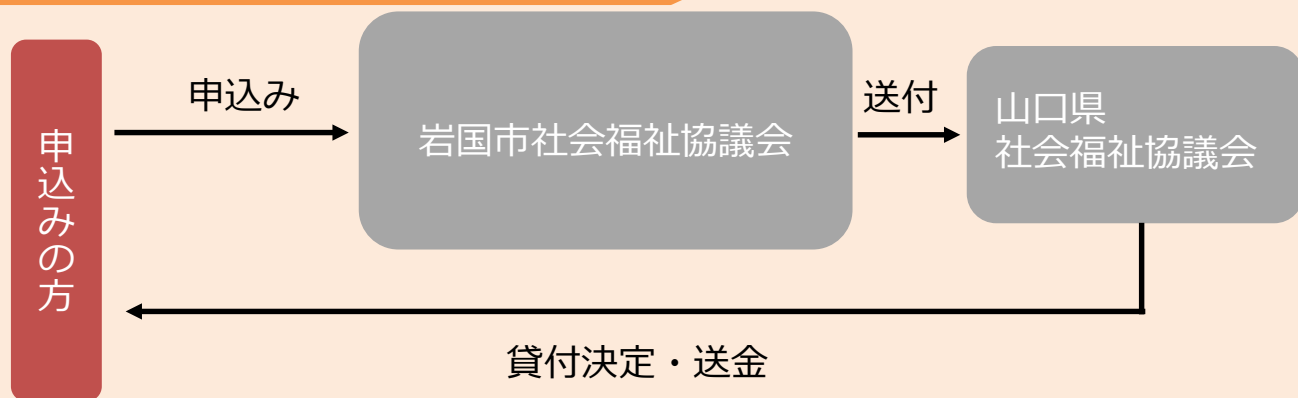 申込みの方
申込み
岩国市社会福祉協議会
送付
山口県
社会福祉協議会
貸付決定・送金